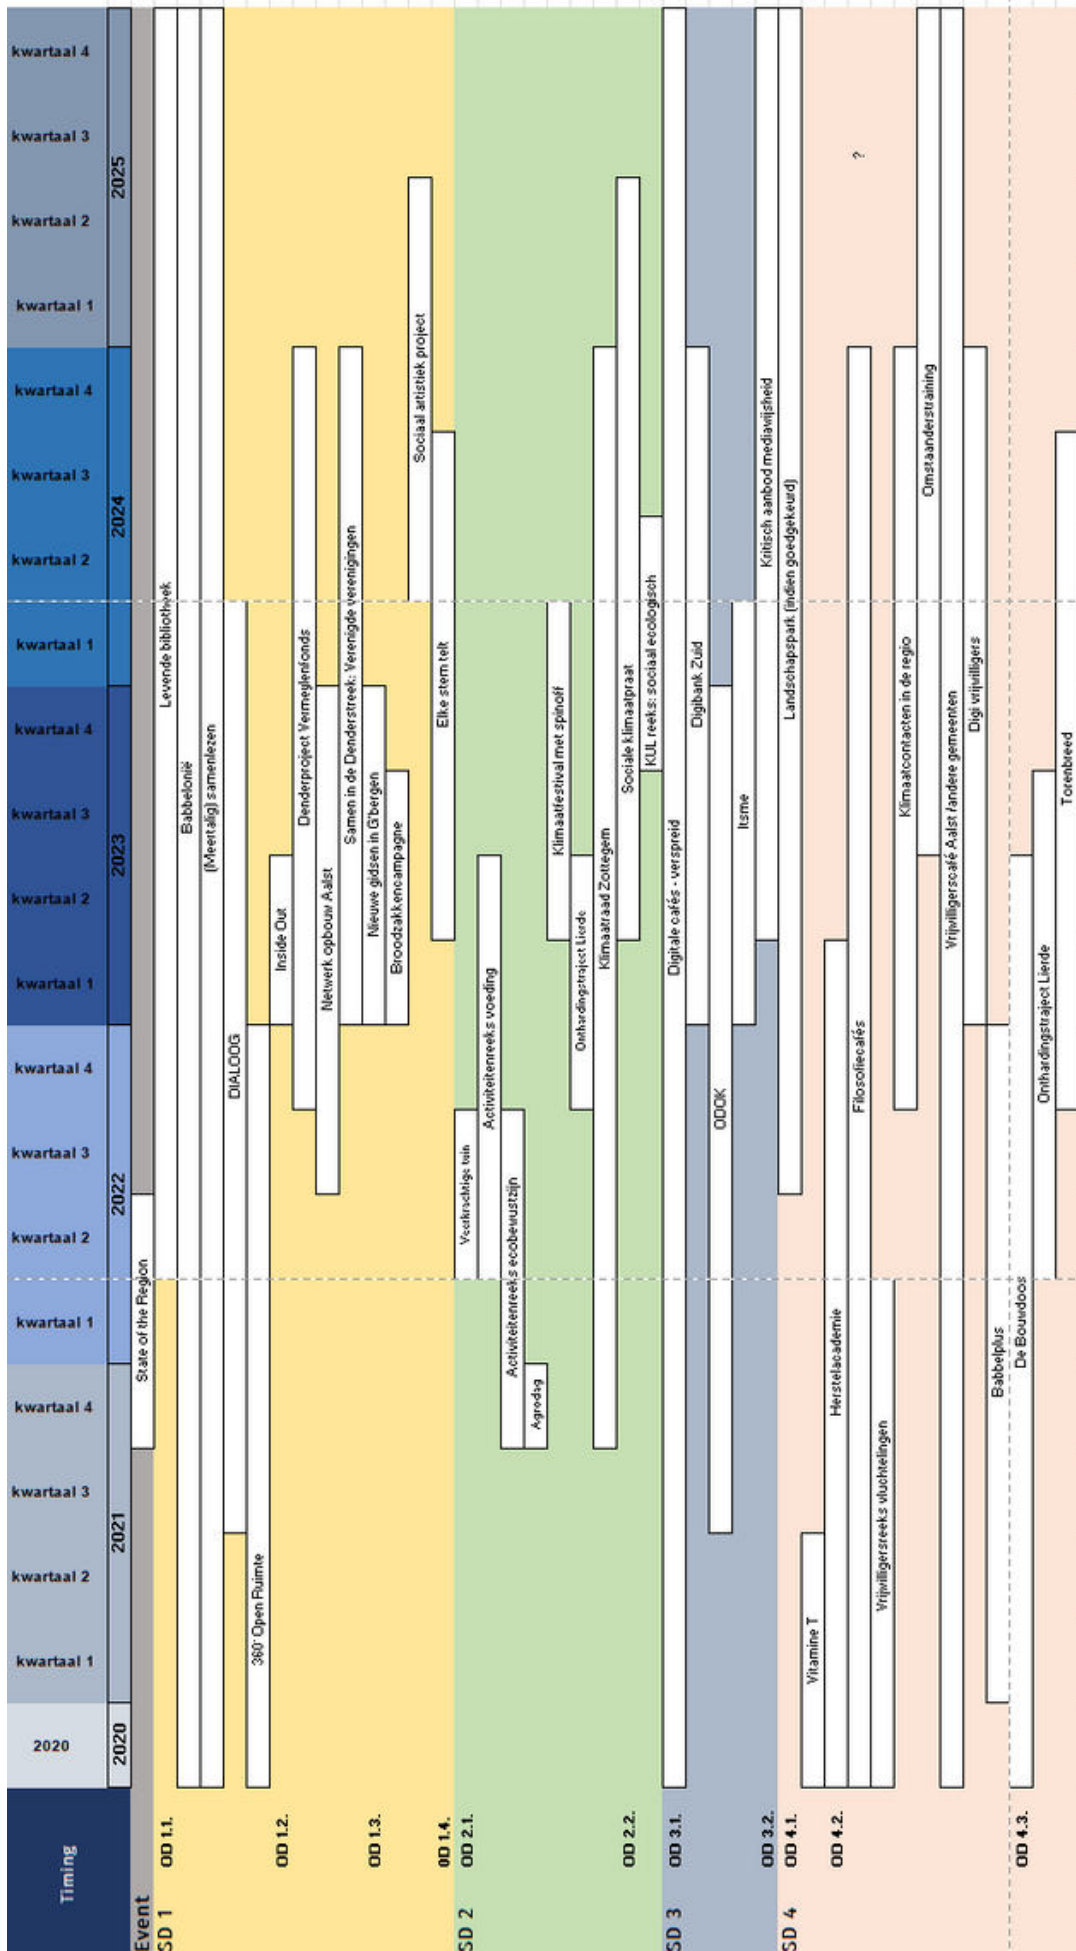 Timing
2020
kwartaal 1
kwartaal 2
kwartaal 3
kwartaal 4
kwartaal 1
kwartaal 2
kwartaal 3
kwartaal 4
kwartaal 1
kwartaal 2
kwartaal 3
kwartaal 4
kwartaal 1
kwartaal 2
kwartaal 3
kwartaal 4
kwartaal 1
kwartaal 2
kwartaal 3
kwartaal 4
2020
2021
2022
2023
2024
2025
Event
State of the Region
SD 1
OD 1.1.
Levende bibliotheek
Babbelonië
(Meertalig) samenlezen
DIALOOG
360° Open Ruimte
OD 1.2.
Inside Out
Denderproject Vermeglenfonds
Netwerk opbouw Aalst
Samen in de Denderstreek: Verenigde verenigingen
OD 1.3.
Nieuwe gidsen in G'bergen
Broodzakkencampagne
Sociaal artistiek project
OD 1.4.
Elke stem telt
SD 2
OD 2.1.
Veerkrachtige tuin
Activiteitenreeks voeding
Activiteitenreeks ecobewustzijn
Agrodag
Klimaatfestival met spinoff
Onthardingstraject Lierde
Klimaatraad Zottegem
OD 2.2.
Sociale klimaatpraat
KUL reeks: sociaal ecologisch
SD 3
OD 3.1.
Digitale cafés - verspreid
Digibank Zuid
ODOK
Itsme
OD 3.2.
Kritisch aanbod mediawijsheid
SD 4
OD 4.1.
Landschapspark (indien goedgekeurd)
Vitamine T
OD 4.2.
Herstelacademie
Filosofiecafés
?
Vrijwilligersreeks vluchtelingen
Klimaatcontacten in de regio
Omstaanderstraining
Vrijwilligerscafé Aalst /andere gemeenten
Digi vrijwilligers
Babbelplus
OD 4.3.
De Bouwdoos
Onthardingstraject Lierde
Torenbreed